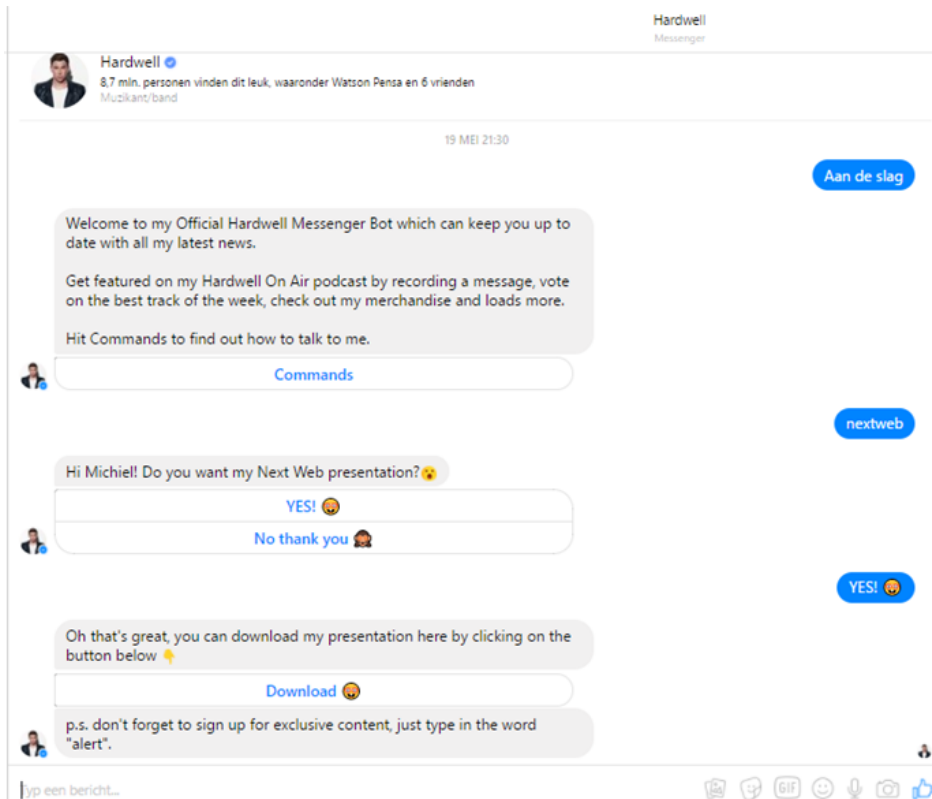 Hardwell
Messenger
Hardwell
8,7 mln. personen vinden dit leuk, waaronder Watson Pensa en 6 vrienden
Muzikant/band
19 MEI 21:30
Aan de slag
Welcome to my Official Hardwell Messenger Bot which can keep you up to
date with all my latest news.
Get featured on my Hardwell On Air podcast by recording a message, vote
on the best track of the week, check out my merchandise and loads more.
Hit Commands to find out how to talk to me.
Commands
nextweb
Hi Michiel! Do you want my Next Web presentation?😮
YES! 🤑
No thank you 🙊
YES! 🤑
Oh that's great, you can download my presentation here by clicking on the
button below 👇
Download 🤑
p.s. don't forget to sign up for exclusive content, just type in the word
"alert".
Typ een bericht...
GIF